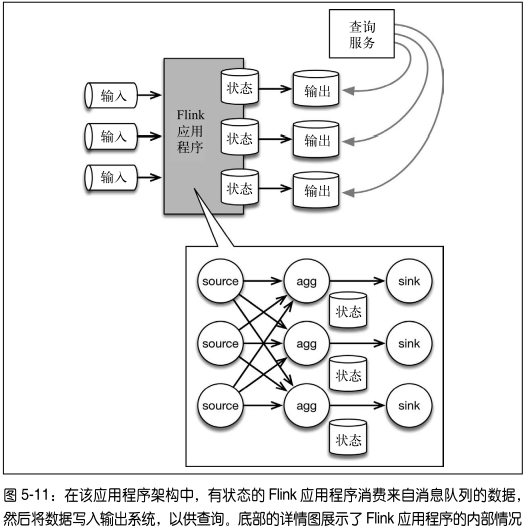 查询
服务
输入
输入
输入
Flink
应用
程序
状态
状态
状态
输出
输出
输出
source
agg
sink
状态
source
agg
sink
状态
source
agg
sink
状态
图 5-11：在该应用程序架构中，有状态的 Flink 应用程序消费来自消息队列的数据，
然后将数据写入输出系统，以供查询。底部的详情图展示了 Flink 应用程序的内部情况